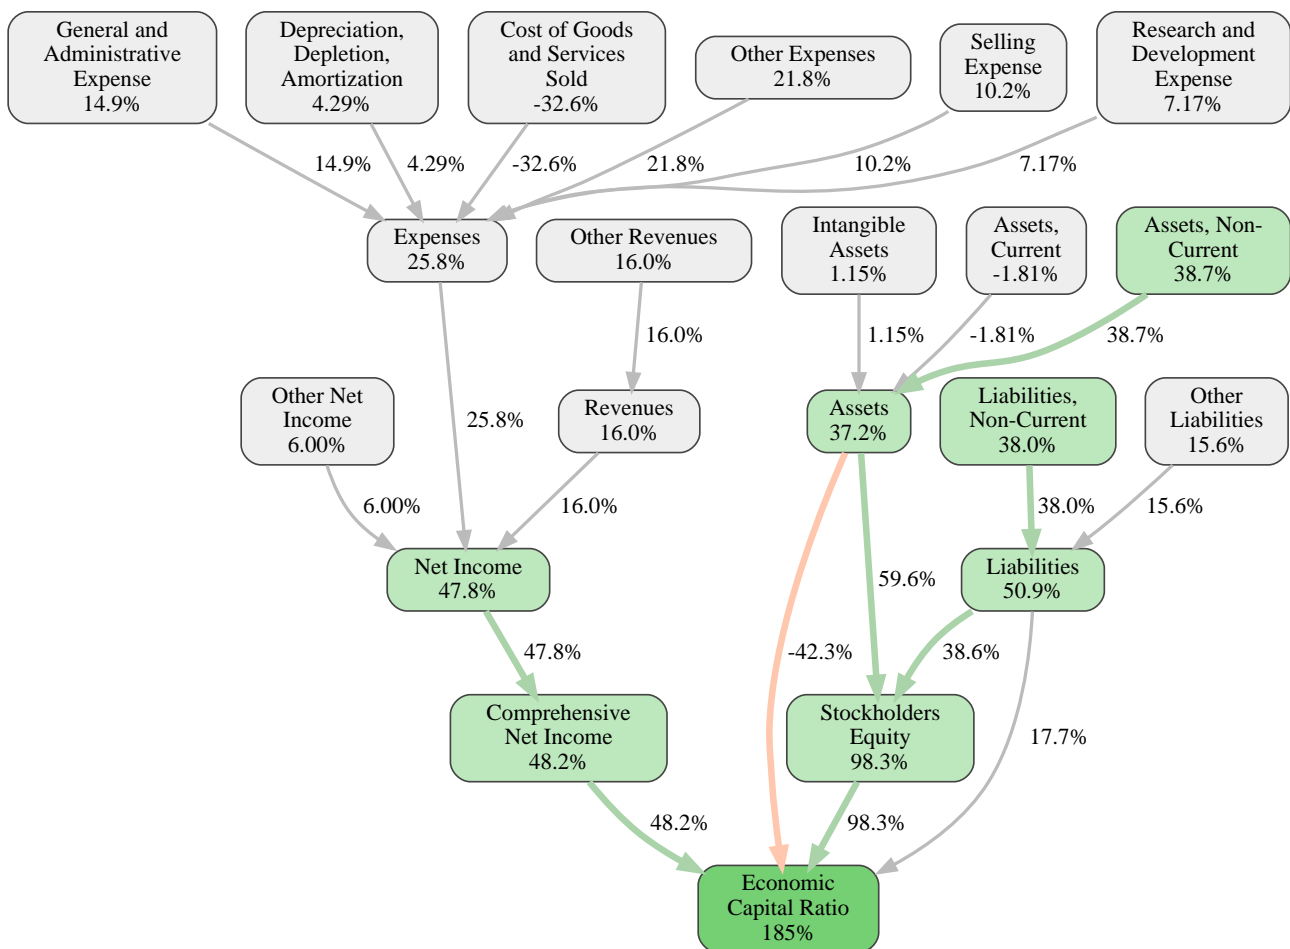 General and
Administrative
Expense
14.9%
Depreciation,
Depletion,
Amortization
4.29%
Cost of Goods
and Services
Sold
-32.6%
Other Expenses
21.8%
Selling
Expense
10.2%
Research and
Development
Expense
7.17%
14.9%
4.29%
-32.6%
21.8%
10.2%
7.17%
Expenses
25.8%
Other Revenues
16.0%
Intangible
Assets
1.15%
Assets,
Current
-1.81%
Assets, Non-
Current
38.7%
16.0%
1.15%
-1.81%
38.7%
Other Net
Income
6.00%
25.8%
Revenues
16.0%
Assets
37.2%
Liabilities,
Non-Current
38.0%
Other
Liabilities
15.6%
6.00%
16.0%
38.0%
15.6%
Net Income
47.8%
59.6%
Liabilities
50.9%
47.8%
-42.3%
38.6%
Comprehensive
Net Income
48.2%
Stockholders
Equity
98.3%
17.7%
48.2%
98.3%
Economic
Capital Ratio
185%